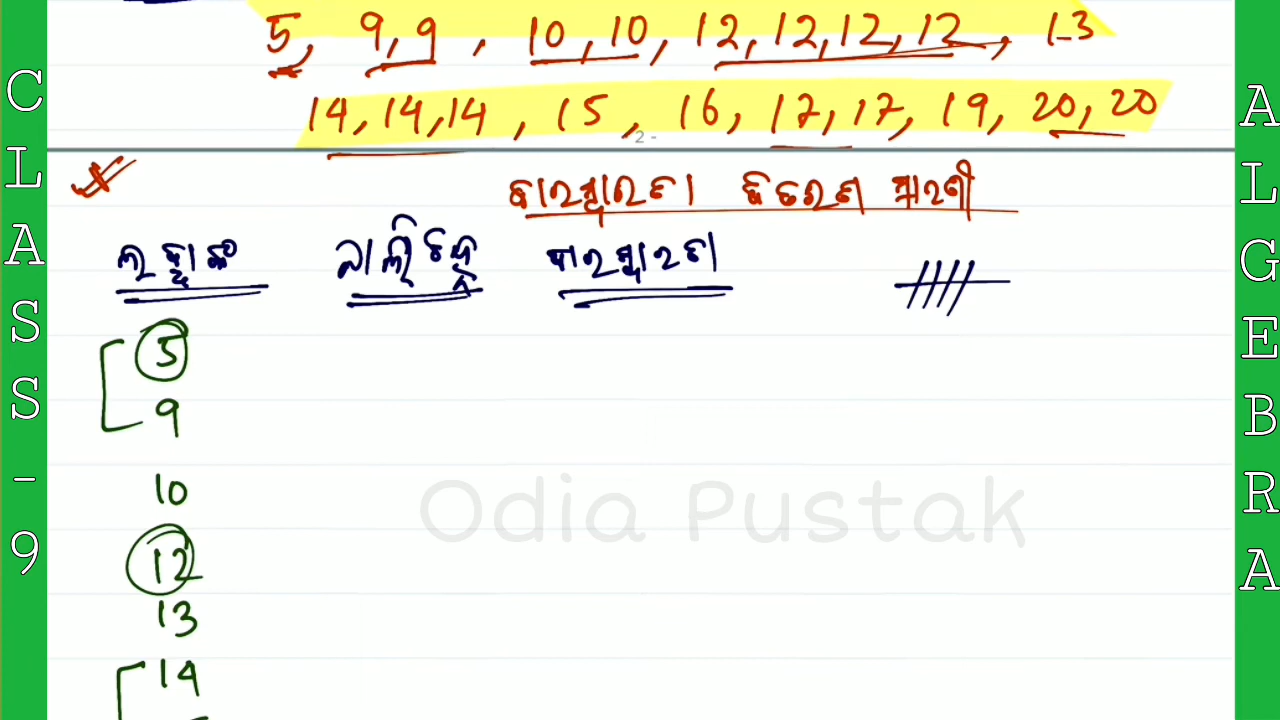 5, 9, 9, 10, 10, 12, 12, 12, 12, 13
14, 14, 14, 15, 16, 17, 17, 19, 20, 20
2 -
ବାରମ୍ବାରତା ବିତରଣ ସାରଣୀ
ଲବ୍ଧାଙ୍କ ଟାଲିଚିହ୍ନ ବାରମ୍ବାରତା
5
9
10
12
13
14
Odia Pustak
CLASS-9
ALGEBRA